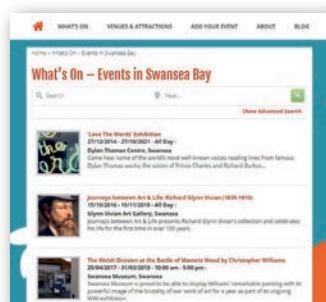 WHAT'S ON VENUES & ATTRACTIONS ADD YOUR EVENT ABOUT BLOG
Home » What's On - Events in Swansea Bay
What's On – Events in Swansea Bay
Search Near...
Show Advanced Search
'Love The Words' Exhibition
27/12/2014 - 27/10/2021 - All Day :
Dylan Thomas Centre, Swansea
Come hear some of the world's most well-known voices reading lines from famous Dylan Thomas works; the voices of Prince Charles and Richard Burton...
Journeys between Art & Life: Richard Glynn Vivian (1835-1910)
15/10/2016 - 15/11/2018 - All Day :
Glynn Vivian Art Gallery, Swansea
Journeys between Art & Life presents Richard Glynn Vivian's collection and celebrates his life for the first time in over 100 years.
The Welsh Division at the Battle of Mametz Wood by Christopher Williams
25/04/2017 - 31/03/2018 - 10:00 am - 5:00 pm :
Swansea Museum, Swansea
Swansea Museum is proud to be able to display Williams' remarkable painting with its powerful image of the brutality of war work of art for a year as part of its ongoing WWI exhibition.